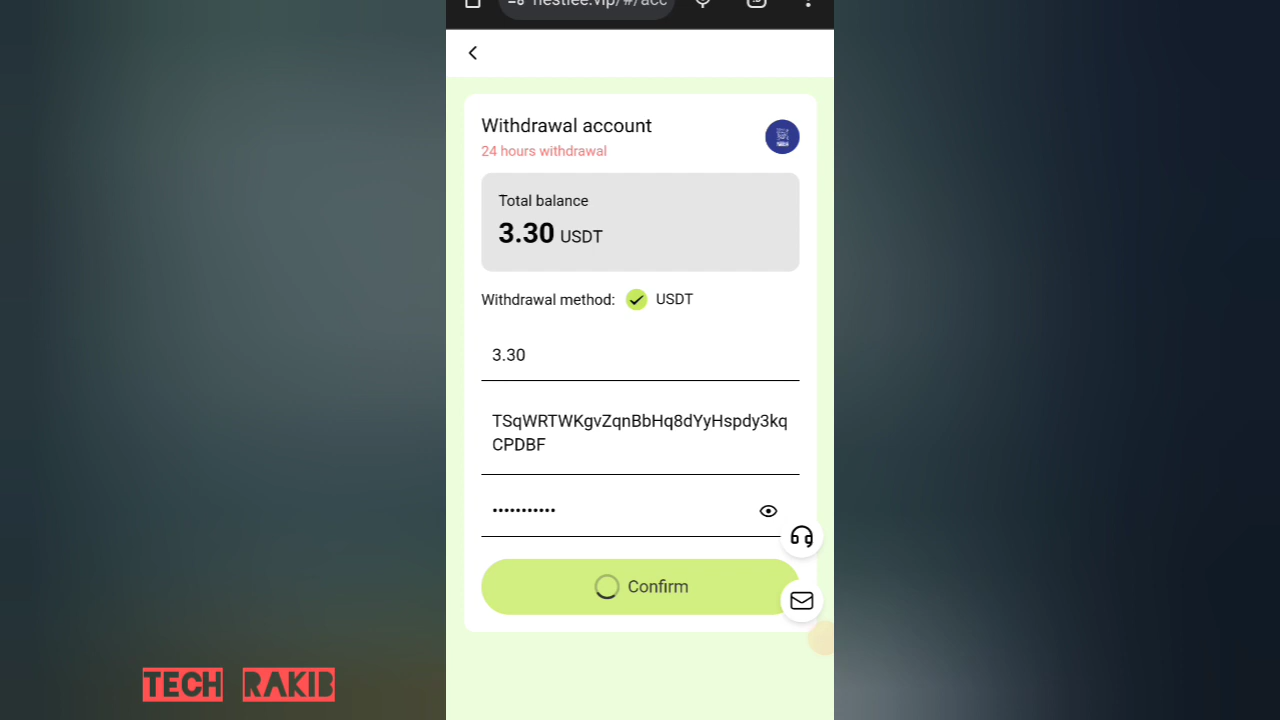 Withdrawal account
24 hours withdrawal
Total balance
3.30 USDT
Withdrawal method: USDT
3.30
TSqWRTWKgvZqnBbHq8dYyHspdy3kq
CPDBF
Confirm
TECH RAKIB